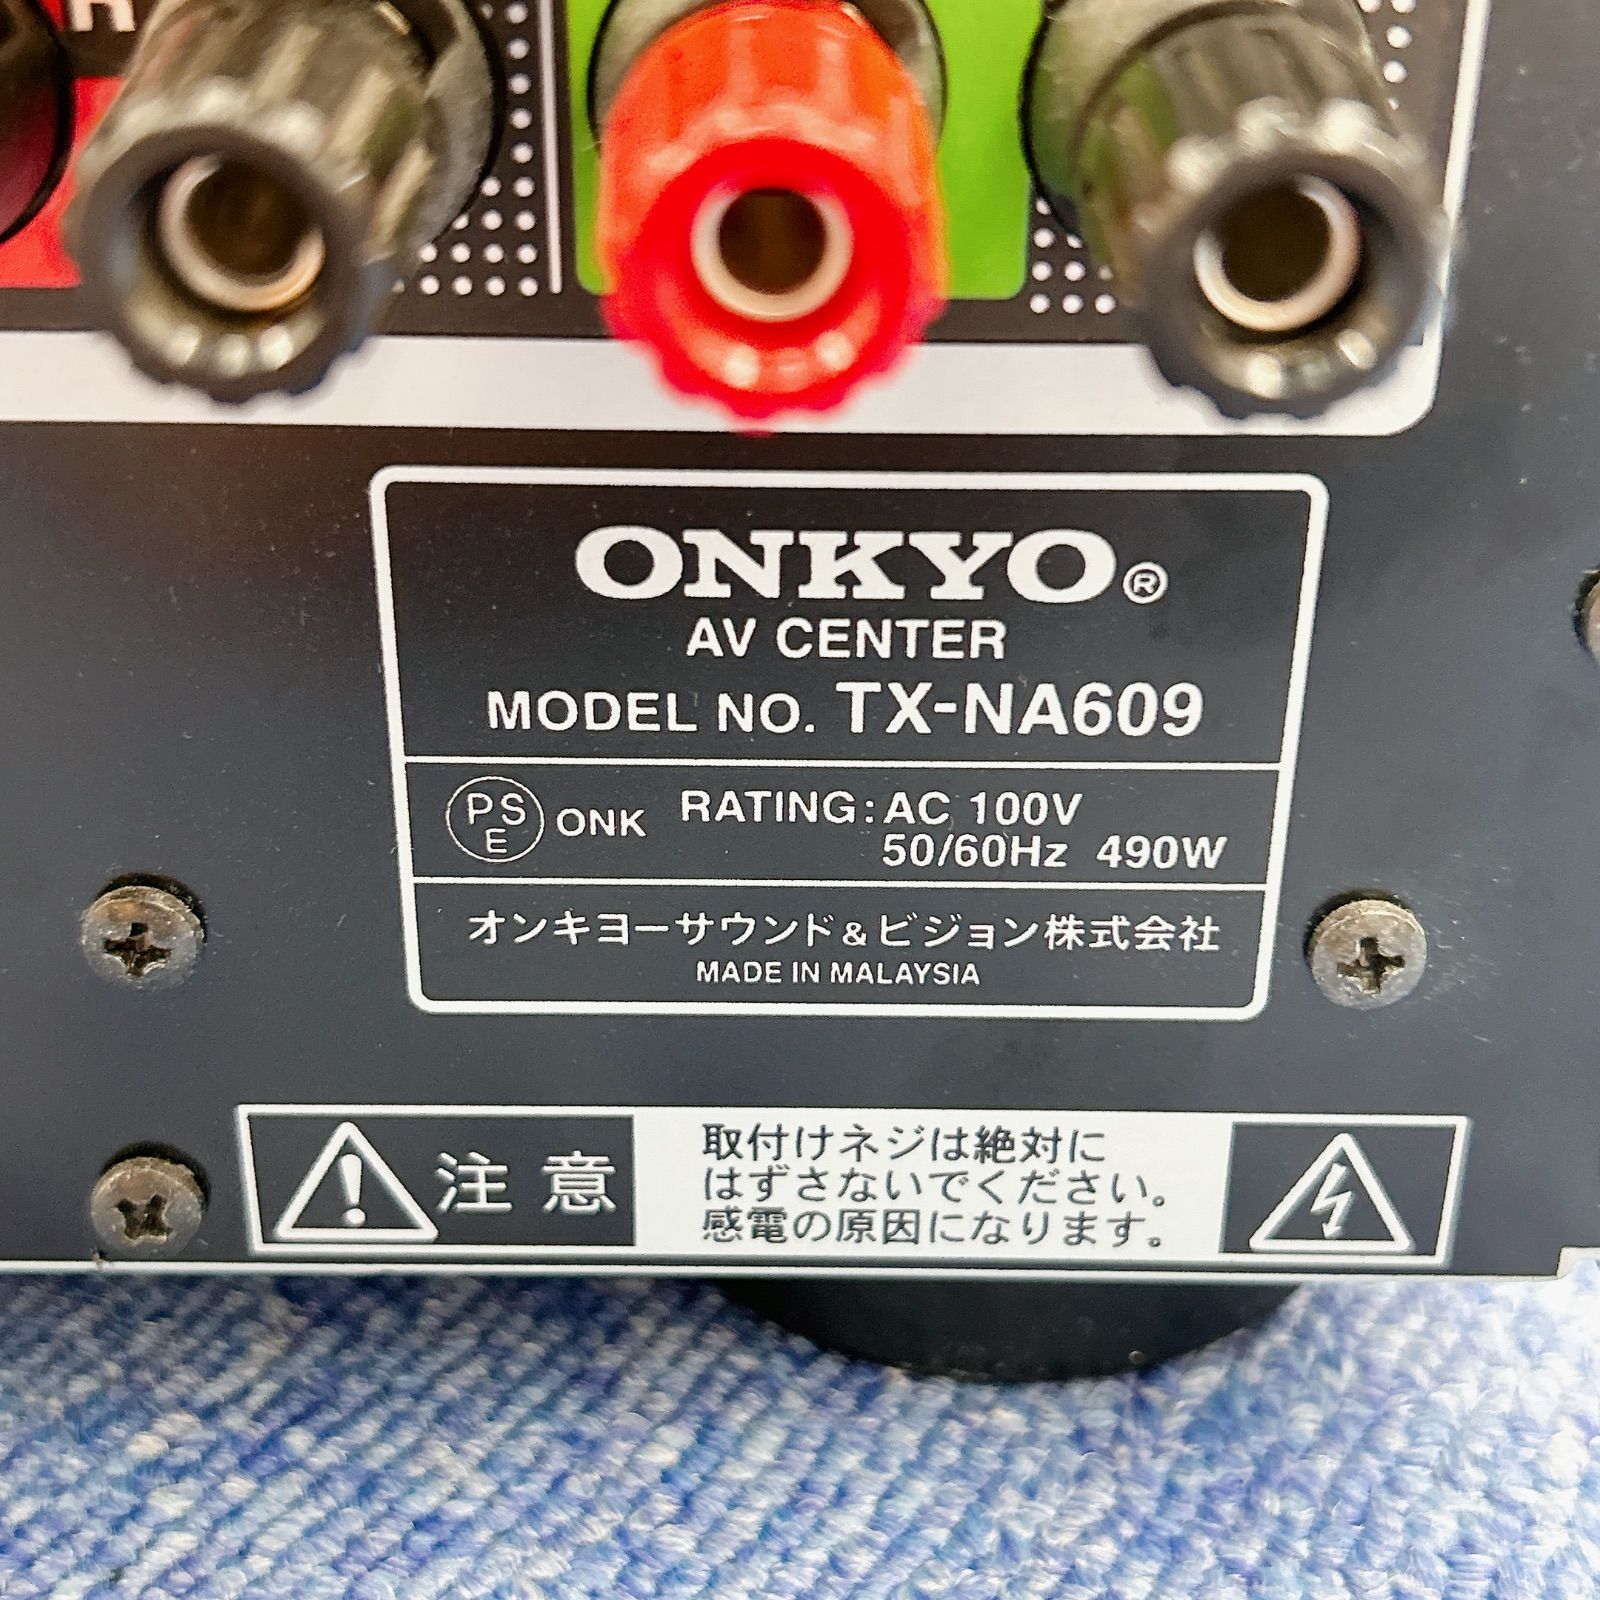 R
ONKYO®
AV CENTER
MODEL NO. TX-NA609
PSE ONK RATING: AC 100V
50/60Hz 490W
オンキヨーサウンド&ビジョン株式会社
MADE IN MALAYSIA
注意
取付けネジは絶対に
はずさないでください。
感電の原因になります。